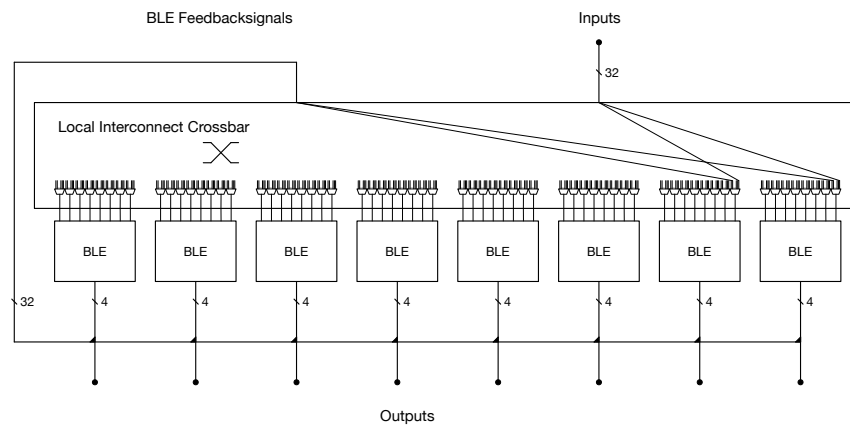 BLE Feedbacksignals
Inputs
32
Local Interconnect Crossbar
BLE BLE BLE BLE BLE BLE BLE BLE
32 4 4 4 4 4 4 4 4
Outputs